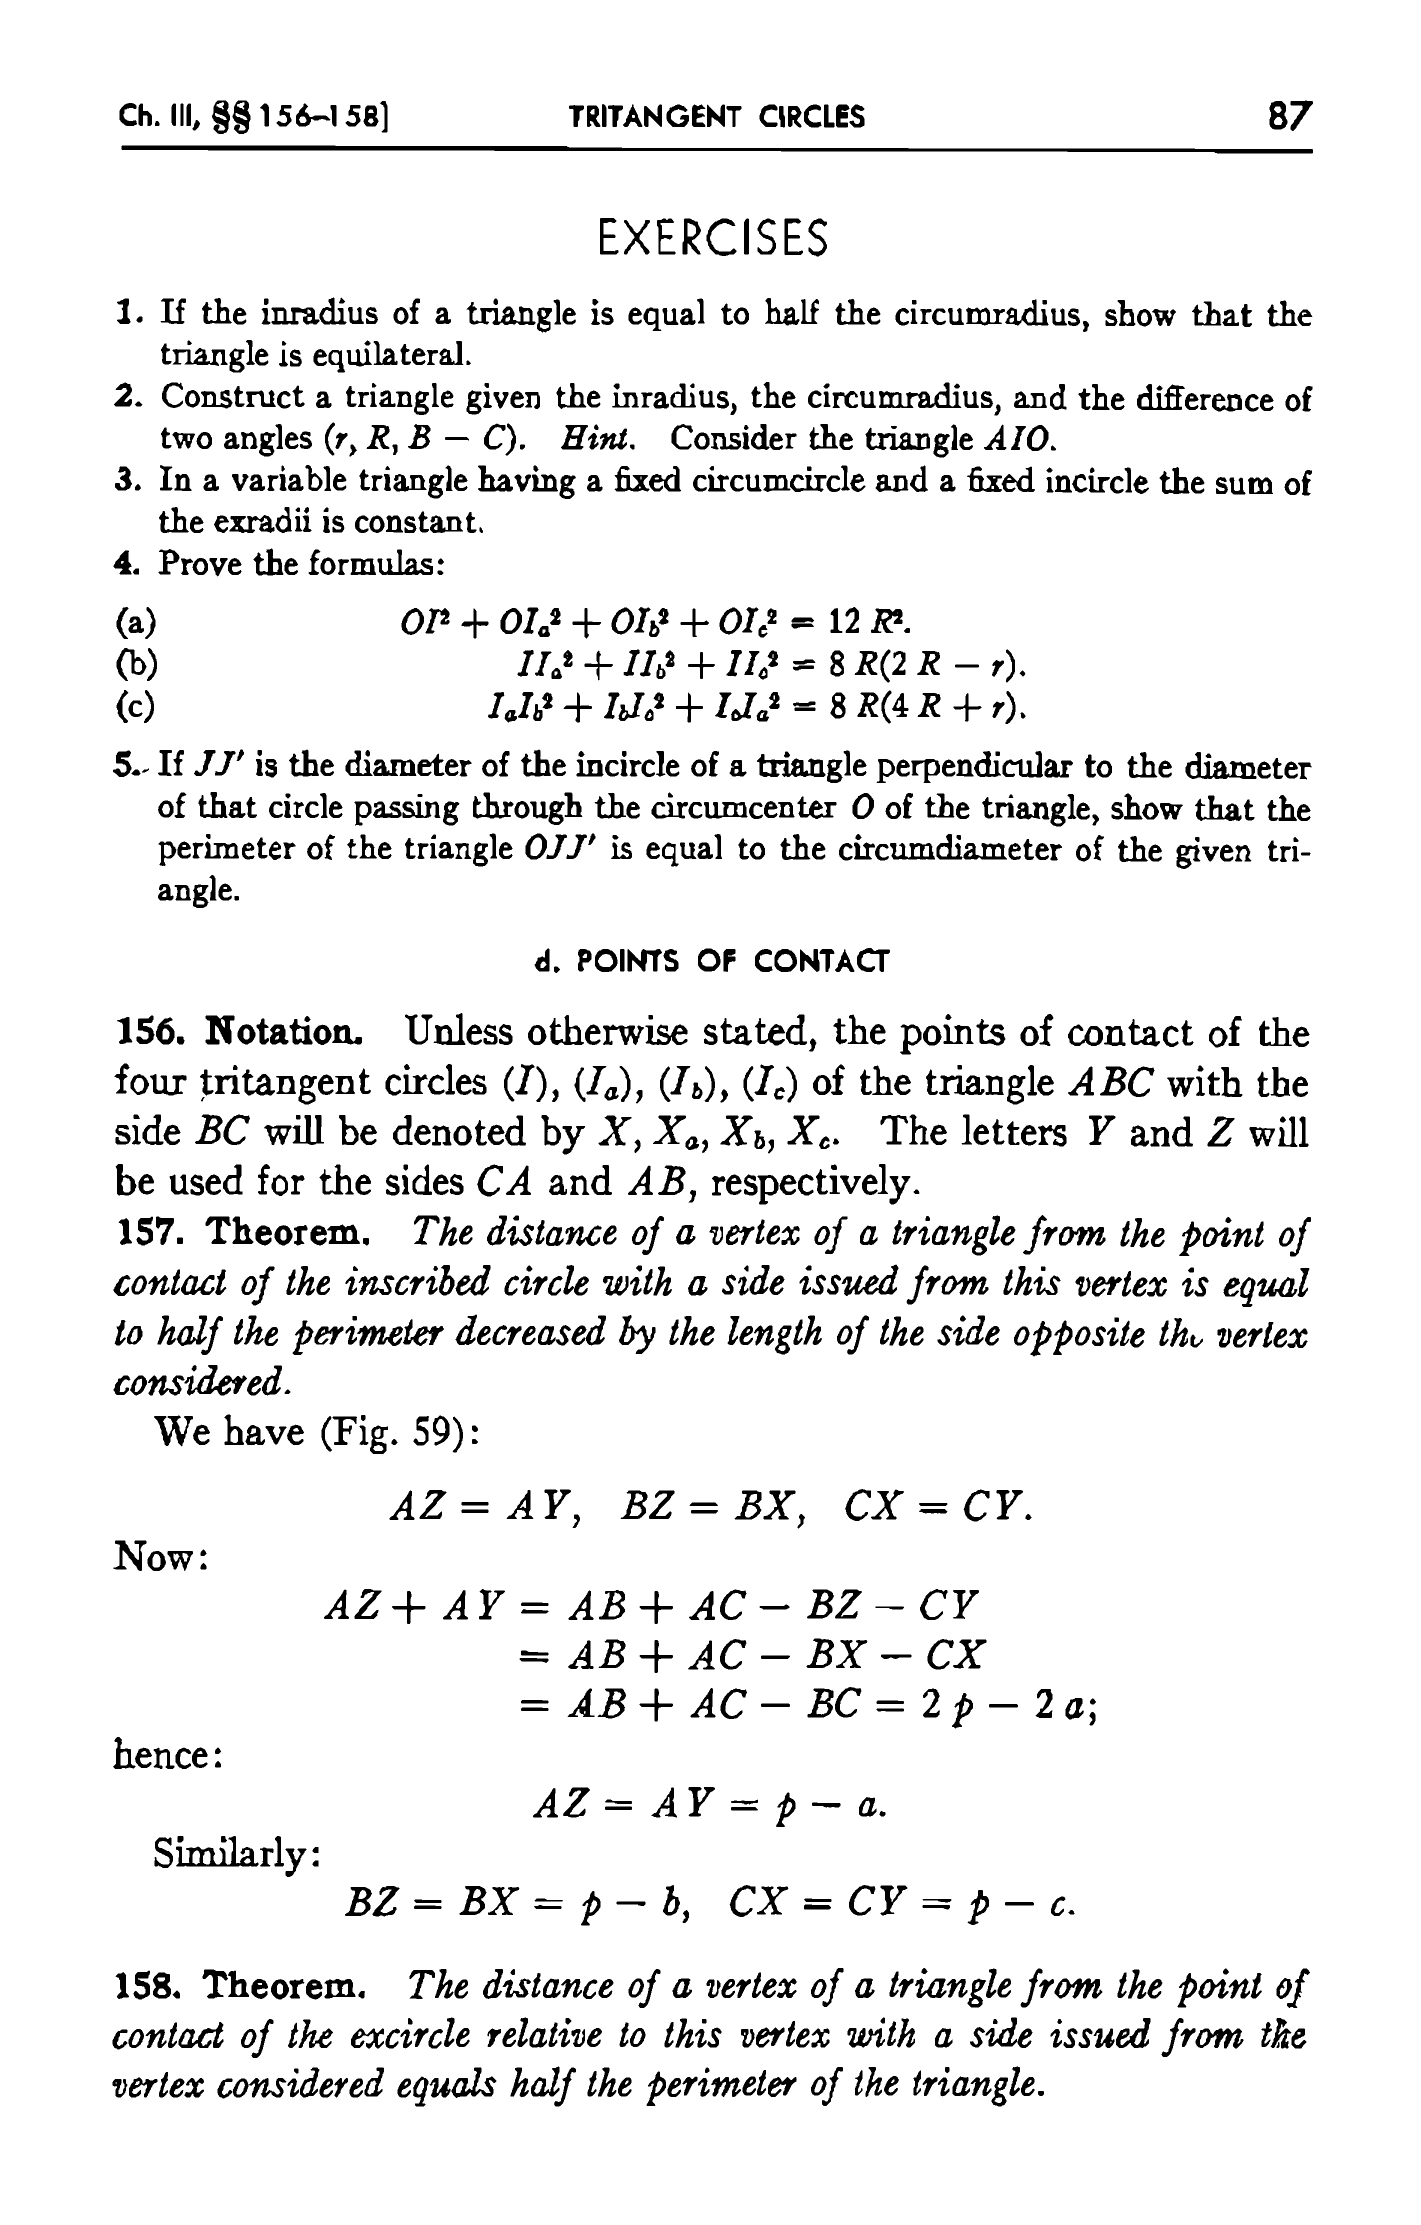 Ch. III, §§ 156–158] TRITANGENT CIRCLES 87
EXERCISES
1. If the inradius of a triangle is equal to half the circumradius, show that the
triangle is equilateral.
2. Construct a triangle given the inradius, the circumradius, and the difference of
two angles (r, R, B − C). Hint. Consider the triangle AIO.
3. In a variable triangle having a fixed circumcircle and a fixed incircle the sum of
the exradii is constant.
4. Prove the formulas:
(a) OI² + OIₐ² + OI_b² + OI_c² = 12 R².
(b) IIₐ² + II_b² + II_c² = 8 R(2 R − r).
(c) IₐI_b² + I_bI_c² + I_cIₐ² = 8 R(4 R + r).
5. If JJ′ is the diameter of the incircle of a triangle perpendicular to the diameter
of that circle passing through the circumcenter O of the triangle, show that the
perimeter of the triangle OJJ′ is equal to the circumdiameter of the given tri-
angle.
d. POINTS OF CONTACT
156. Notation. Unless otherwise stated, the points of contact of the
four tritangent circles (I), (Iₐ), (I_b), (I_c) of the triangle ABC with the
side BC will be denoted by X, Xₐ, X_b, X_c. The letters Y and Z will
be used for the sides CA and AB, respectively.
157. Theorem. The distance of a vertex of a triangle from the point of
contact of the inscribed circle with a side issued from this vertex is equal
to half the perimeter decreased by the length of the side opposite the vertex
considered.
We have (Fig. 59):
AZ = AY, BZ = BX, CX = CY.
Now:
AZ + AY = AB + AC − BZ − CY
= AB + AC − BX − CX
= AB + AC − BC = 2 p − 2 a;
hence:
AZ = AY = p − a.
Similarly:
BZ = BX = p − b, CX = CY = p − c.
158. Theorem. The distance of a vertex of a triangle from the point of
contact of the excircle relative to this vertex with a side issued from the
vertex considered equals half the perimeter of the triangle.